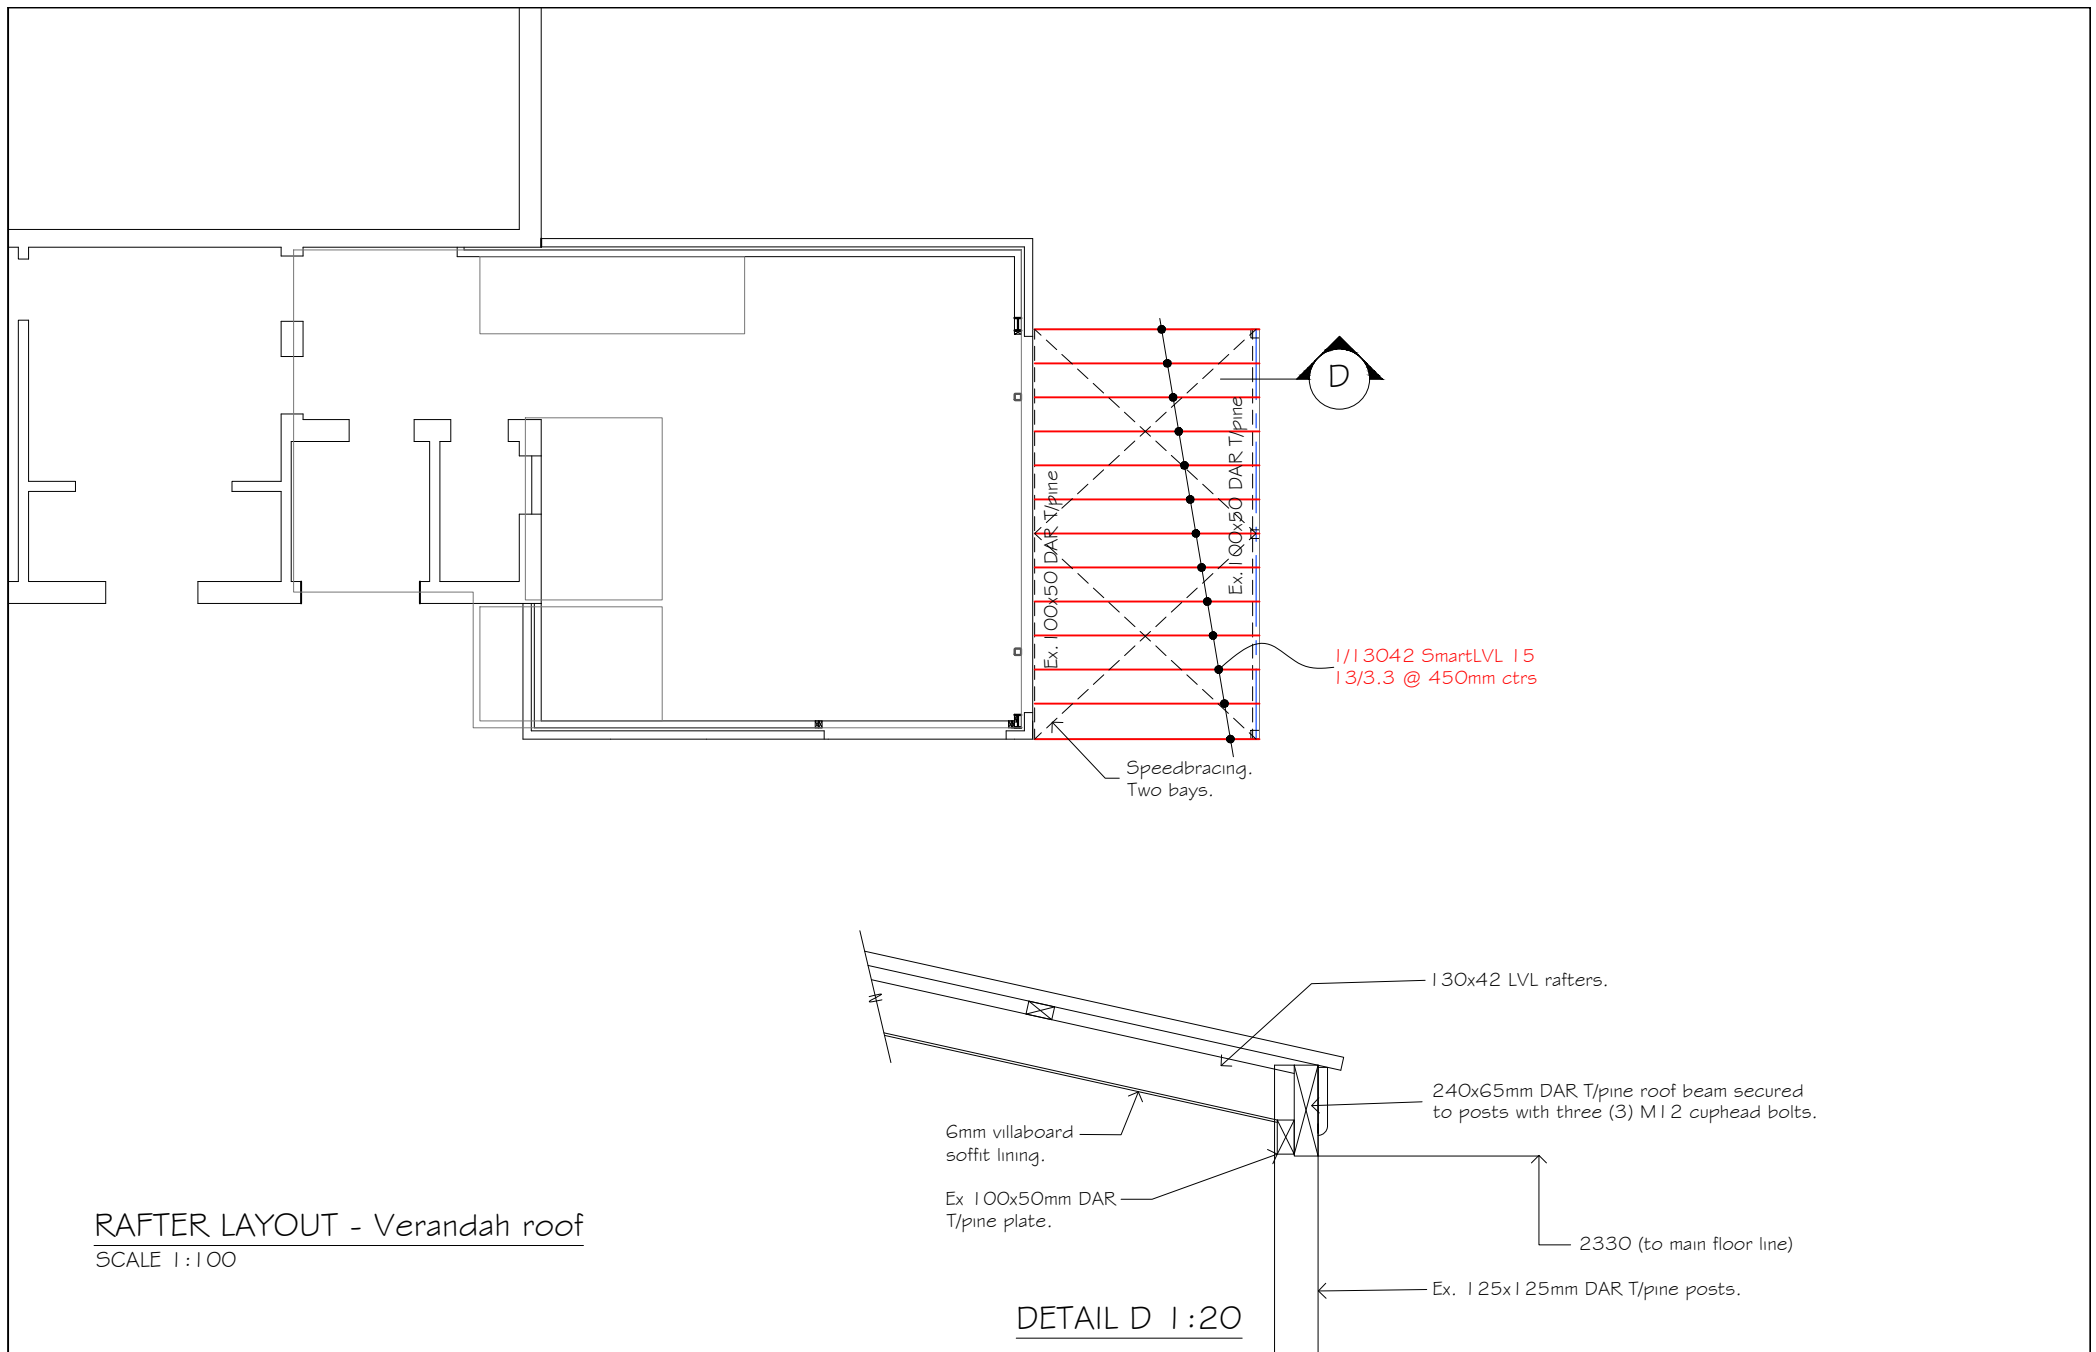 D
Ex. 100x50 DAR T/pine
Ex. 100x50 DAR T/pine
1/13042 SmartLVL 15
13/3.3 @ 450mm ctrs
Speedbracing.
Two bays.
130x42 LVL rafters.
240x65mm DAR T/pine roof beam secured
to posts with three (3) M12 cuphead bolts.
6mm villaboard
soffit lining.
Ex 100x50mm DAR
T/pine plate.
2330 (to main floor line)
Ex. 125x125mm DAR T/pine posts.
RAFTER LAYOUT - Verandah roof
SCALE 1:100
DETAIL D 1:20